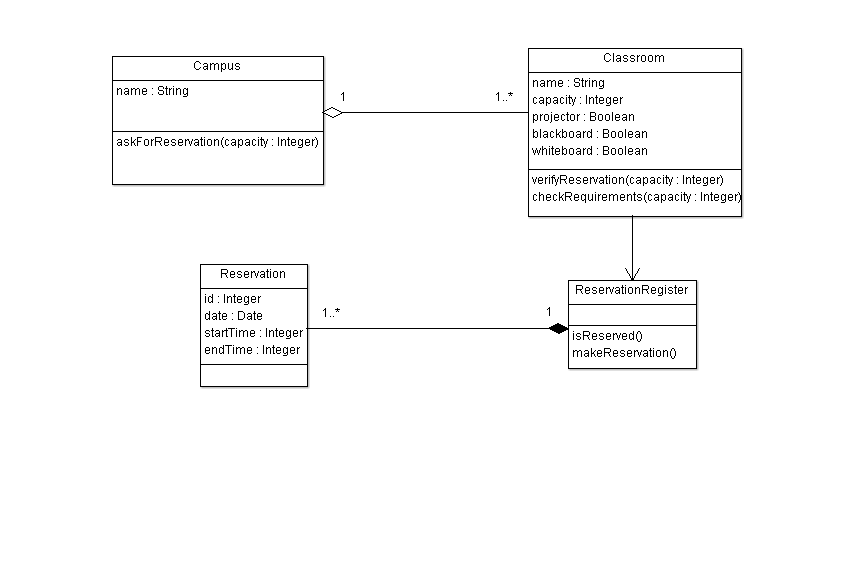 Campus
name : String
askForReservation(capacity : Integer)
1
1..*
Classroom
name : String
capacity : Integer
projector : Boolean
blackboard : Boolean
whiteboard : Boolean
verifyReservation(capacity : Integer)
checkRequirements(capacity : Integer)
Reservation
id : Integer
date : Date
startTime : Integer
endTime : Integer
1..*
1
ReservationRegister
isReserved()
makeReservation()